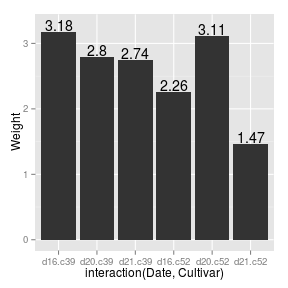 3.18 2.8 2.74 2.26 3.11 1.47
3
2
1
0
Weight
d16.c39 d20.c39 d21.c39 d16.c52 d20.c52 d21.c52
interaction(Date, Cultivar)